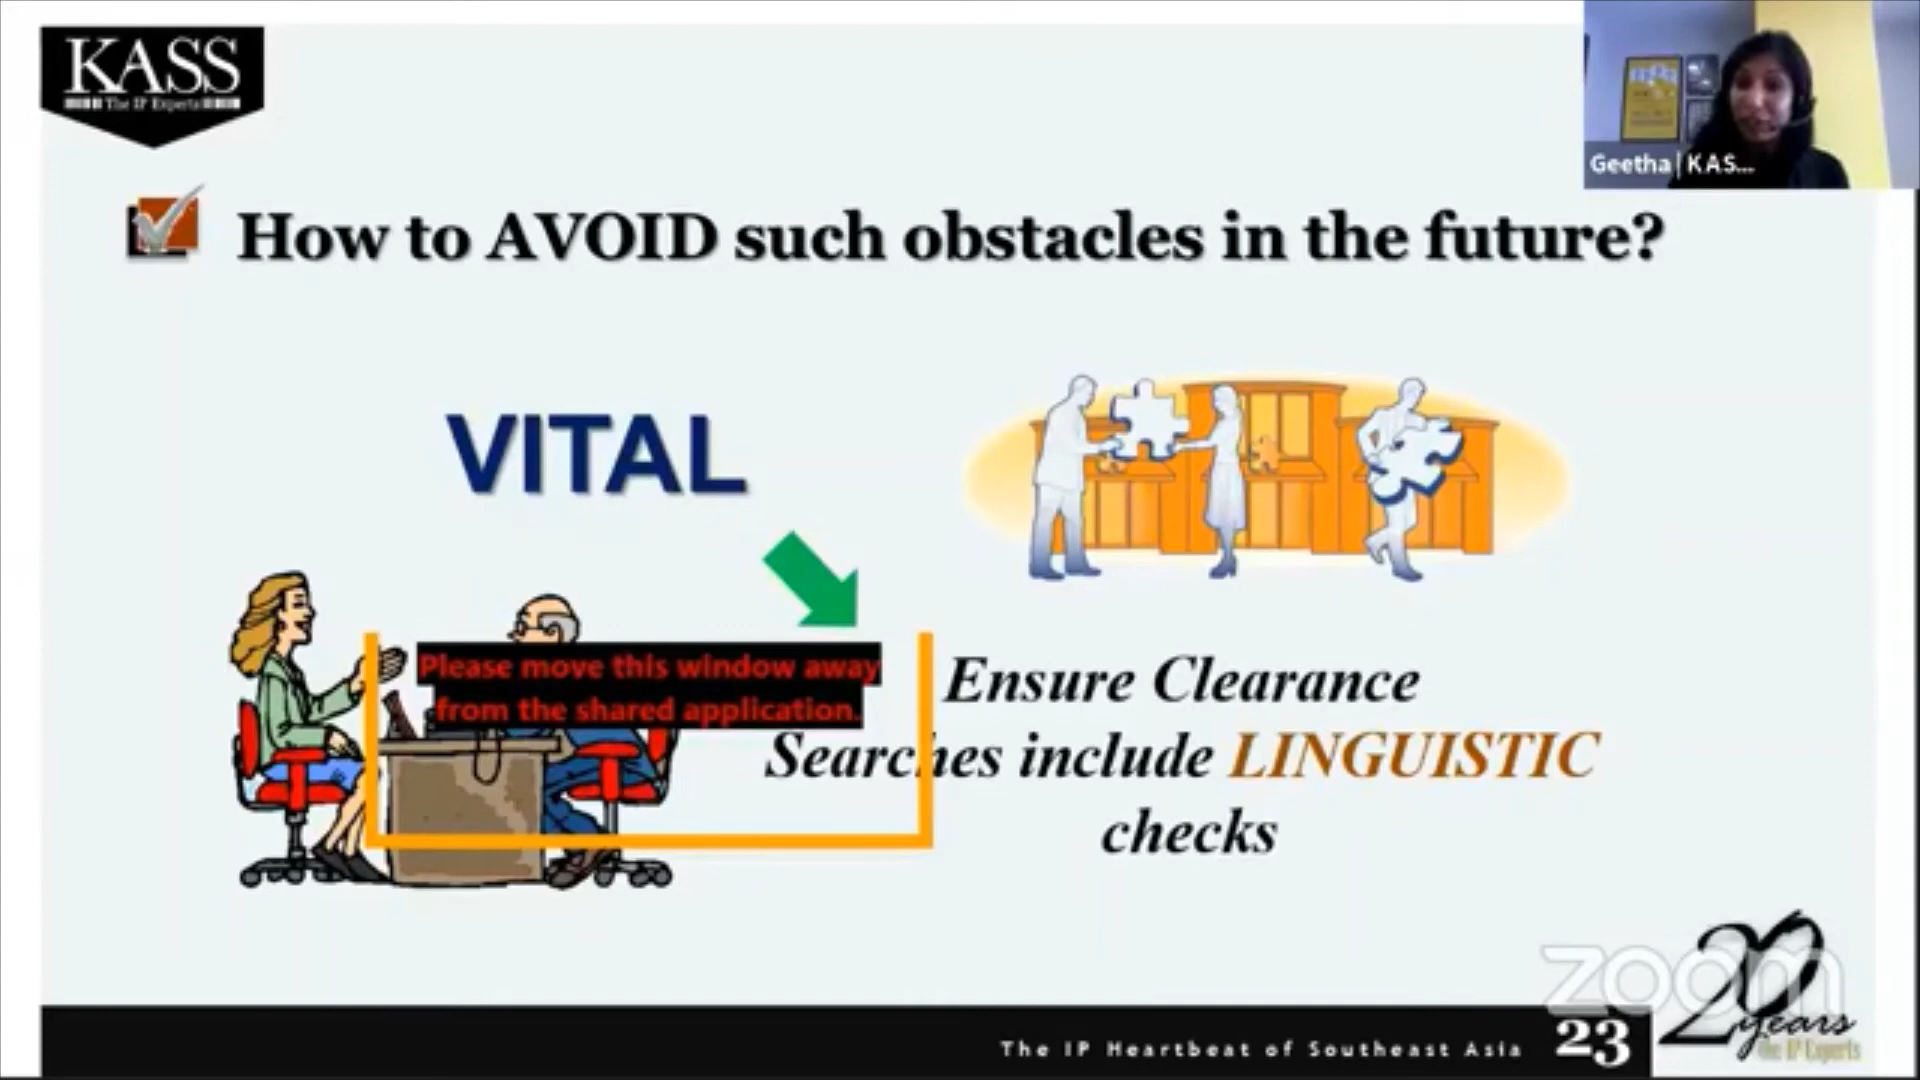 KASS
The IP Experts
Geetha | KAS...
How to AVOID such obstacles in the future?
VITAL
Please move this window away
from the shared application.
Ensure Clearance
Searches include LINGUISTIC
checks
zoom
20
years
The IP Experts
The IP Heartbeat of Southeast Asia
23